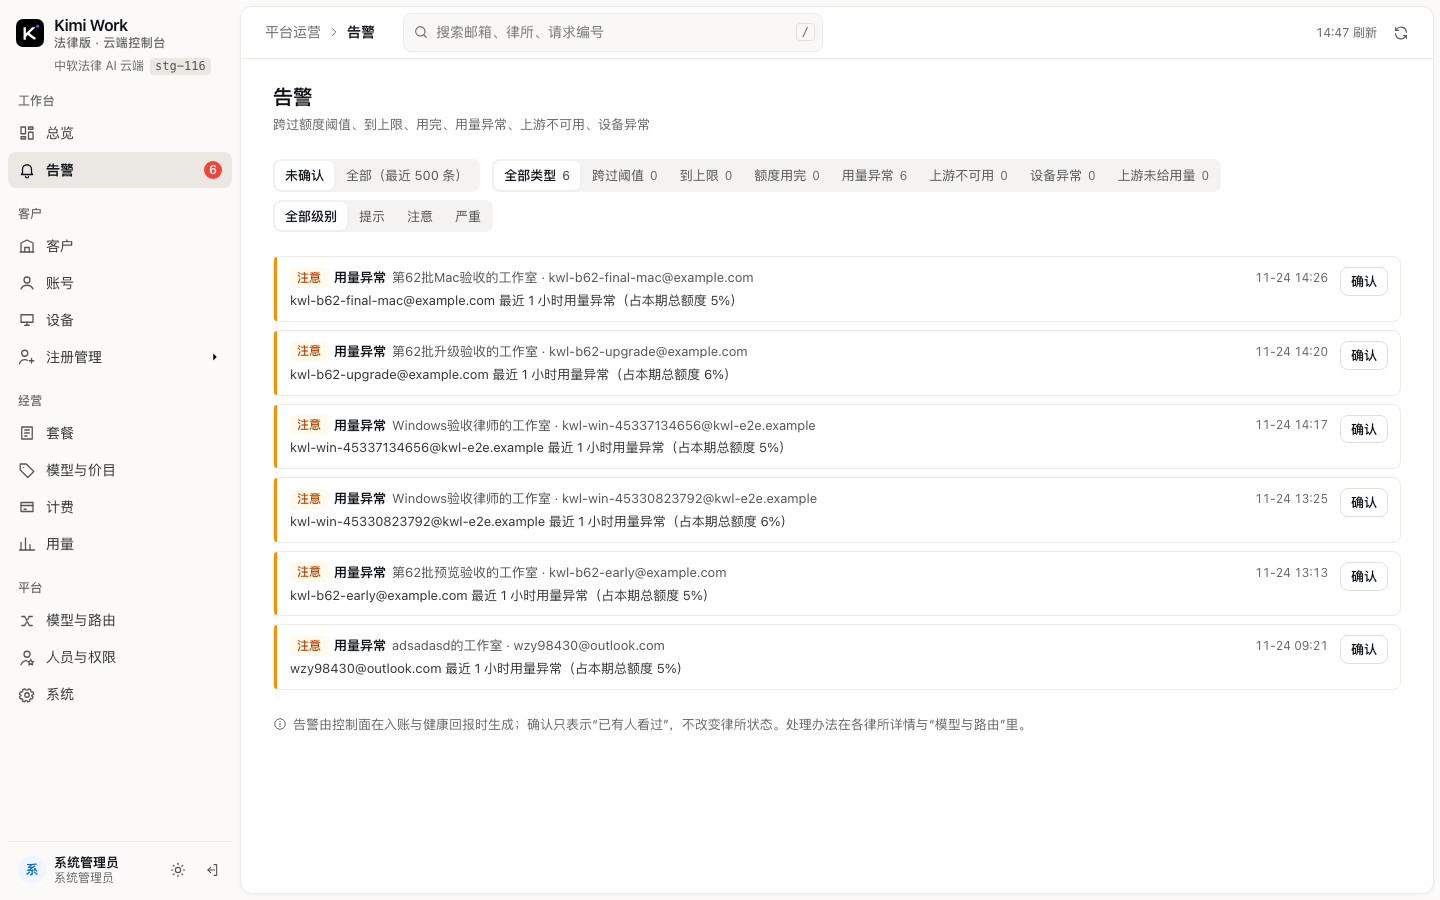 Kimi Work
法律版 · 云端控制台
中软法律 AI 云端 stg-116
工作台
总览
告警 6
客户
客户
账号
设备
注册管理
经营
套餐
模型与价目
计费
用量
平台
模型与路由
人员与权限
系统
系 系统管理员
系统管理员
平台运营 告警
搜索邮箱、律所、请求编号 /
14:47 刷新
告警
跨过额度阈值、到上限、用完、用量异常、上游不可用、设备异常
未确认 全部（最近 500 条）
全部类型 6 跨过阈值 0 到上限 0 额度用完 0 用量异常 6 上游不可用 0 设备异常 0 上游未给用量 0
全部级别 提示 注意 严重
注意 用量异常 第62批Mac验收的工作室 · kwl-b62-final-mac@example.com 11-24 14:26 确认
kwl-b62-final-mac@example.com 最近 1 小时用量异常（占本期总额度 5%）
注意 用量异常 第62批升级验收的工作室 · kwl-b62-upgrade@example.com 11-24 14:20 确认
kwl-b62-upgrade@example.com 最近 1 小时用量异常（占本期总额度 6%）
注意 用量异常 Windows验收律师的工作室 · kwl-win-45337134656@kwl-e2e.example 11-24 14:17 确认
kwl-win-45337134656@kwl-e2e.example 最近 1 小时用量异常（占本期总额度 5%）
注意 用量异常 Windows验收律师的工作室 · kwl-win-45330823792@kwl-e2e.example 11-24 13:25 确认
kwl-win-45330823792@kwl-e2e.example 最近 1 小时用量异常（占本期总额度 6%）
注意 用量异常 第62批预览验收的工作室 · kwl-b62-early@example.com 11-24 13:13 确认
kwl-b62-early@example.com 最近 1 小时用量异常（占本期总额度 5%）
注意 用量异常 adsadasd的工作室 · wzy98430@outlook.com 11-24 09:21 确认
wzy98430@outlook.com 最近 1 小时用量异常（占本期总额度 5%）
告警由控制面在入账与健康回报时生成；确认只表示“已有人看过”，不改变律所状态。处理办法在各律所详情与“模型与路由”里。